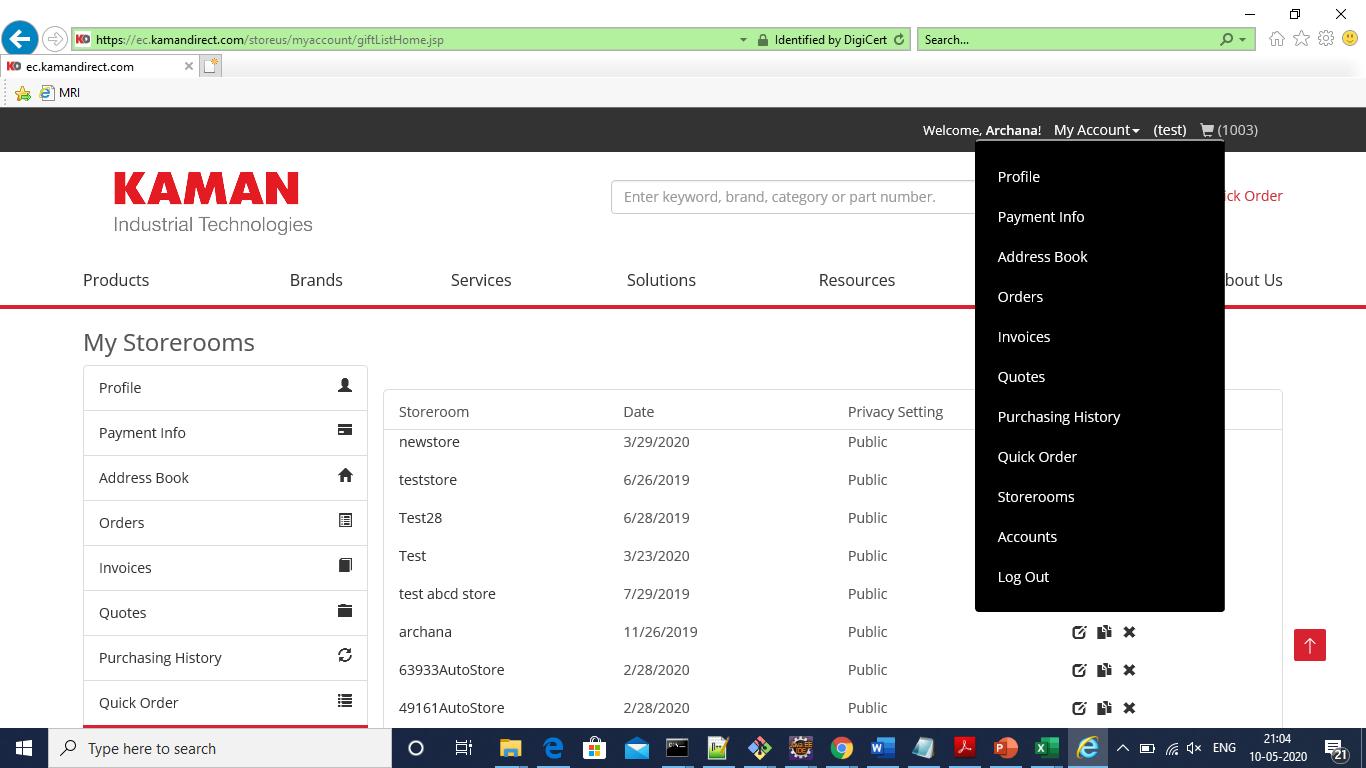 https://ec.kamandirect.com/storeus/myaccount/giftListHome.jsp
Identified by DigiCert
Search...
ec.kamandirect.com
MRI
Welcome, Archana! My Account (test) (1003)
KAMAN
Industrial Technologies
Enter keyword, brand, category or part number.
ick Order
Products Brands Services Solutions Resources bout Us
Profile
Payment Info
Address Book
Orders
Invoices
Quotes
Purchasing History
Quick Order
Storerooms
Accounts
Log Out
My Storerooms
Profile
Payment Info
Address Book
Orders
Invoices
Quotes
Purchasing History
Quick Order
Storeroom Date Privacy Setting
newstore 3/29/2020 Public
teststore 6/26/2019 Public
Test28 6/28/2019 Public
Test 3/23/2020 Public
test abcd store 7/29/2019 Public
archana 11/26/2019 Public
63933AutoStore 2/28/2020 Public
49161AutoStore 2/28/2020 Public
Type here to search
ENG
21:04
10-05-2020
21